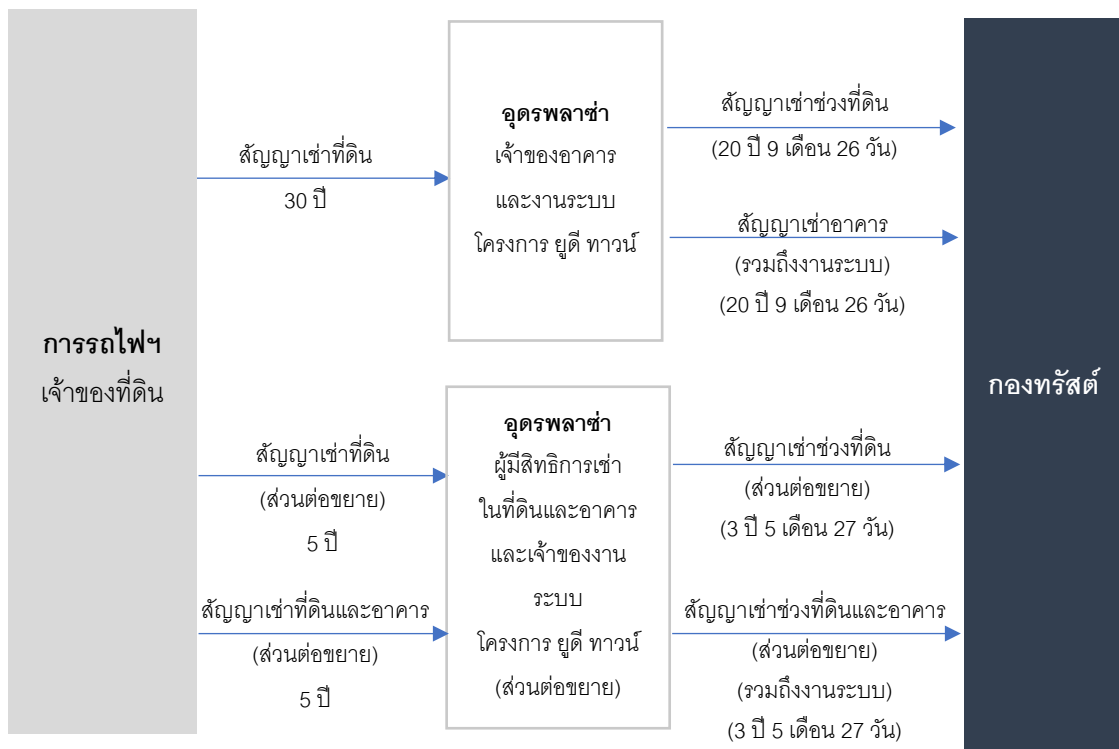 การรถไฟฯ
เจ้าของที่ดิน
สัญญาเช่าที่ดิน
30 ปี
อุดรพลาซ่า
เจ้าของอาคาร
และงานระบบ
โครงการ ยูดี ทาวน์
สัญญาเช่าช่วงที่ดิน
(20 ปี 9 เดือน 26 วัน)
สัญญาเช่าอาคาร
(รวมถึงงานระบบ)
(20 ปี 9 เดือน 26 วัน)
สัญญาเช่าที่ดิน
(ส่วนต่อขยาย)
5 ปี
สัญญาเช่าที่ดินและอาคาร
(ส่วนต่อขยาย)
5 ปี
อุดรพลาซ่า
ผู้มีสิทธิการเช่า
ในที่ดินและอาคาร
และเจ้าของงาน
ระบบ
โครงการ ยูดี ทาวน์
(ส่วนต่อขยาย)
สัญญาเช่าช่วงที่ดิน
(ส่วนต่อขยาย)
(3 ปี 5 เดือน 27 วัน)
สัญญาเช่าช่วงที่ดินและอาคาร
(ส่วนต่อขยาย)
(รวมถึงงานระบบ)
(3 ปี 5 เดือน 27 วัน)
กองทรัสต์